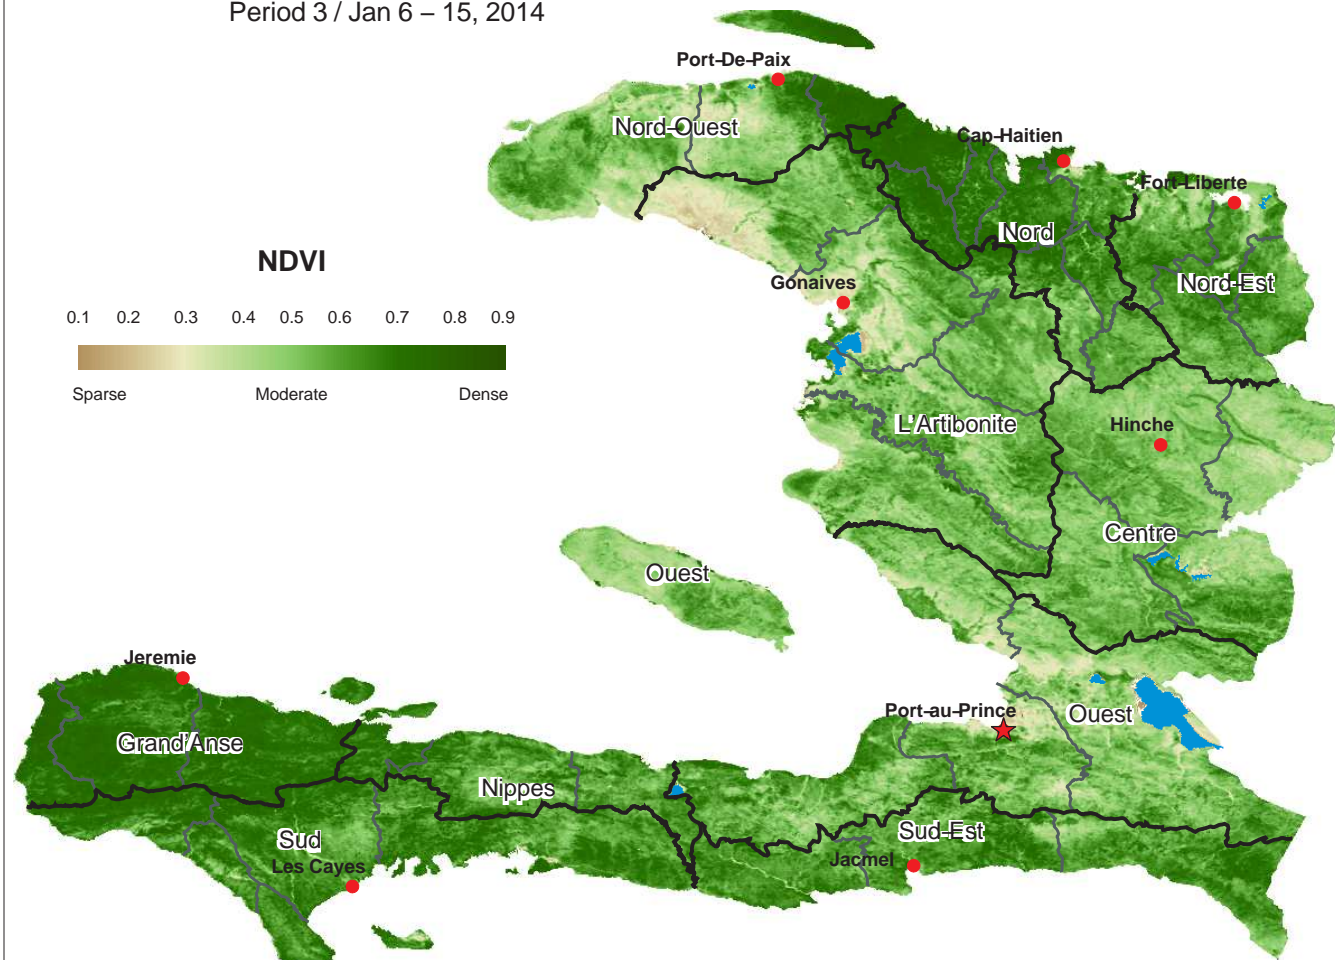 Period 3 / Jan 6 – 15, 2014
Port-De-Paix
Nord-Ouest
Cap-Haitien
Fort-Liberte
Nord
NDVI
Gonaives
Nord-Est
0.1 0.2 0.3 0.4 0.5 0.6 0.7 0.8 0.9
Sparse Moderate Dense
L'Artibonite
Hinche
Centre
Ouest
Jeremie
Port-au-Prince
Ouest
Grand'Anse
Nippes
Sud
Sud-Est
Les Cayes
Jacmel